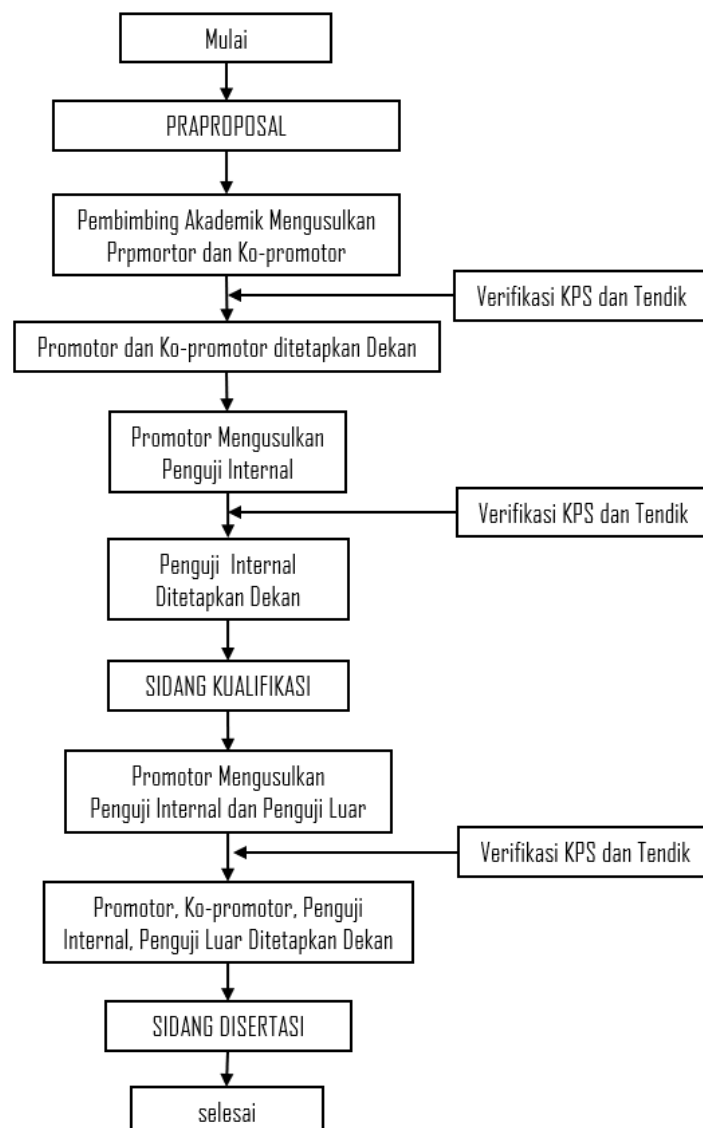 Mulai
PRAPROPOSAL
Pembimbing Akademik Mengusulkan
Prpmortor dan Ko-promotor
Verifikasi KPS dan Tendik
Promotor dan Ko-promotor ditetapkan Dekan
Promotor Mengusulkan
Penguji Internal
Verifikasi KPS dan Tendik
Penguji Internal
Ditetapkan Dekan
SIDANG KUALIFIKASI
Promotor Mengusulkan
Penguji Internal dan Penguji Luar
Verifikasi KPS dan Tendik
Promotor, Ko-promotor, Penguji
Internal, Penguji Luar Ditetapkan Dekan
SIDANG DISERTASI
selesai